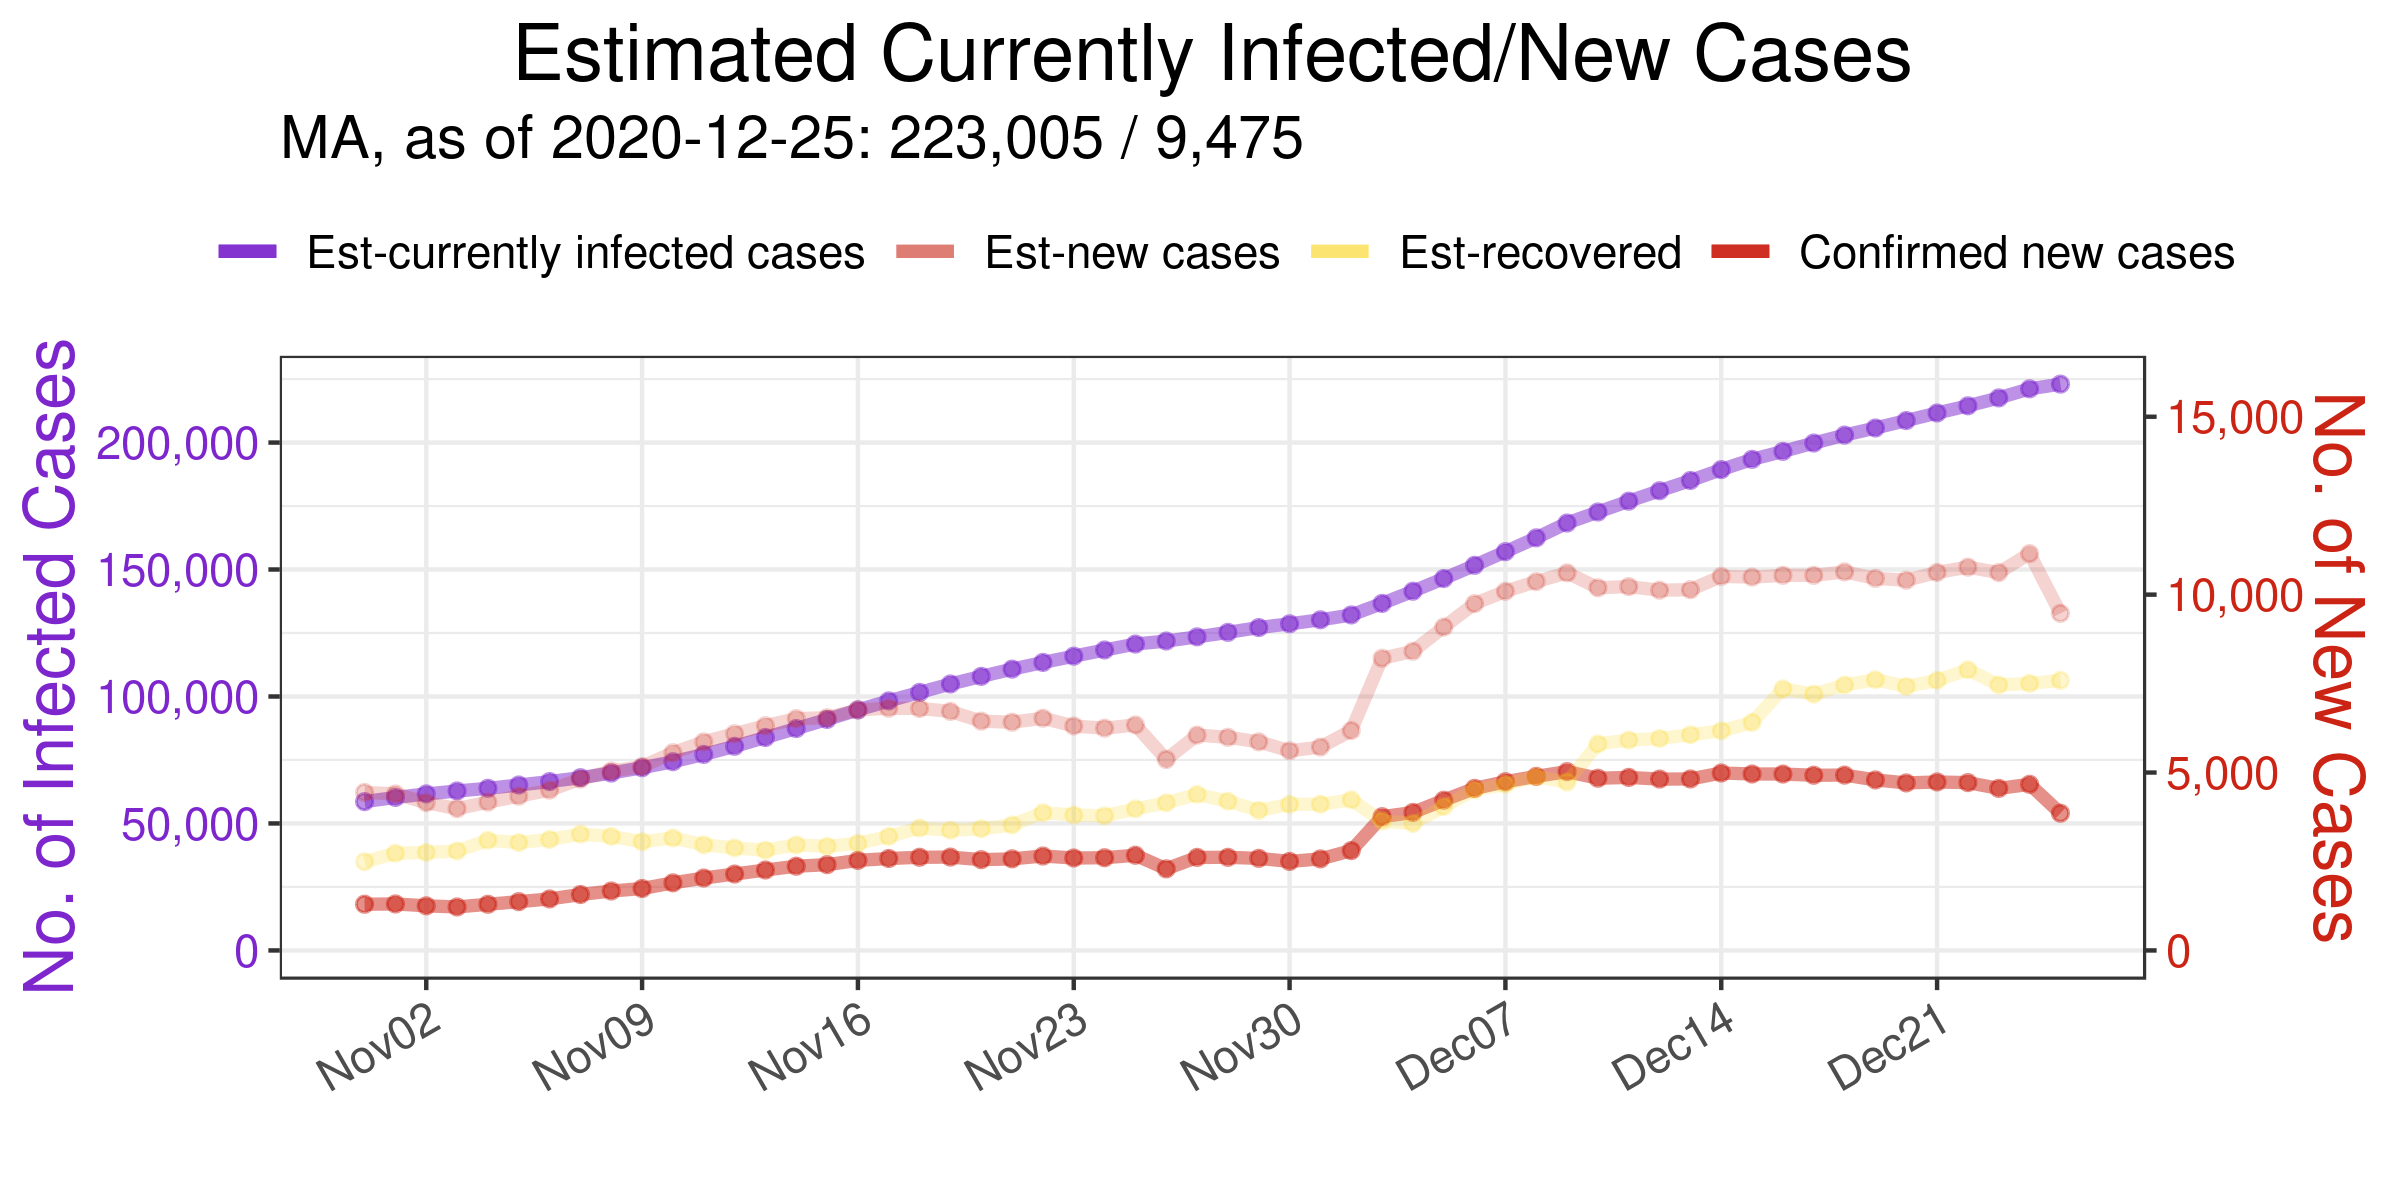 Estimated Currently Infected/New Cases
MA, as of 2020-12-25: 223,005 / 9,475
Est-currently infected cases Est-new cases Est-recovered Confirmed new cases
No. of Infected Cases
200,000
150,000
100,000
50,000
0
15,000
10,000
5,000
0
No. of New Cases
Nov02 Nov09 Nov16 Nov23 Nov30 Dec07 Dec14 Dec21